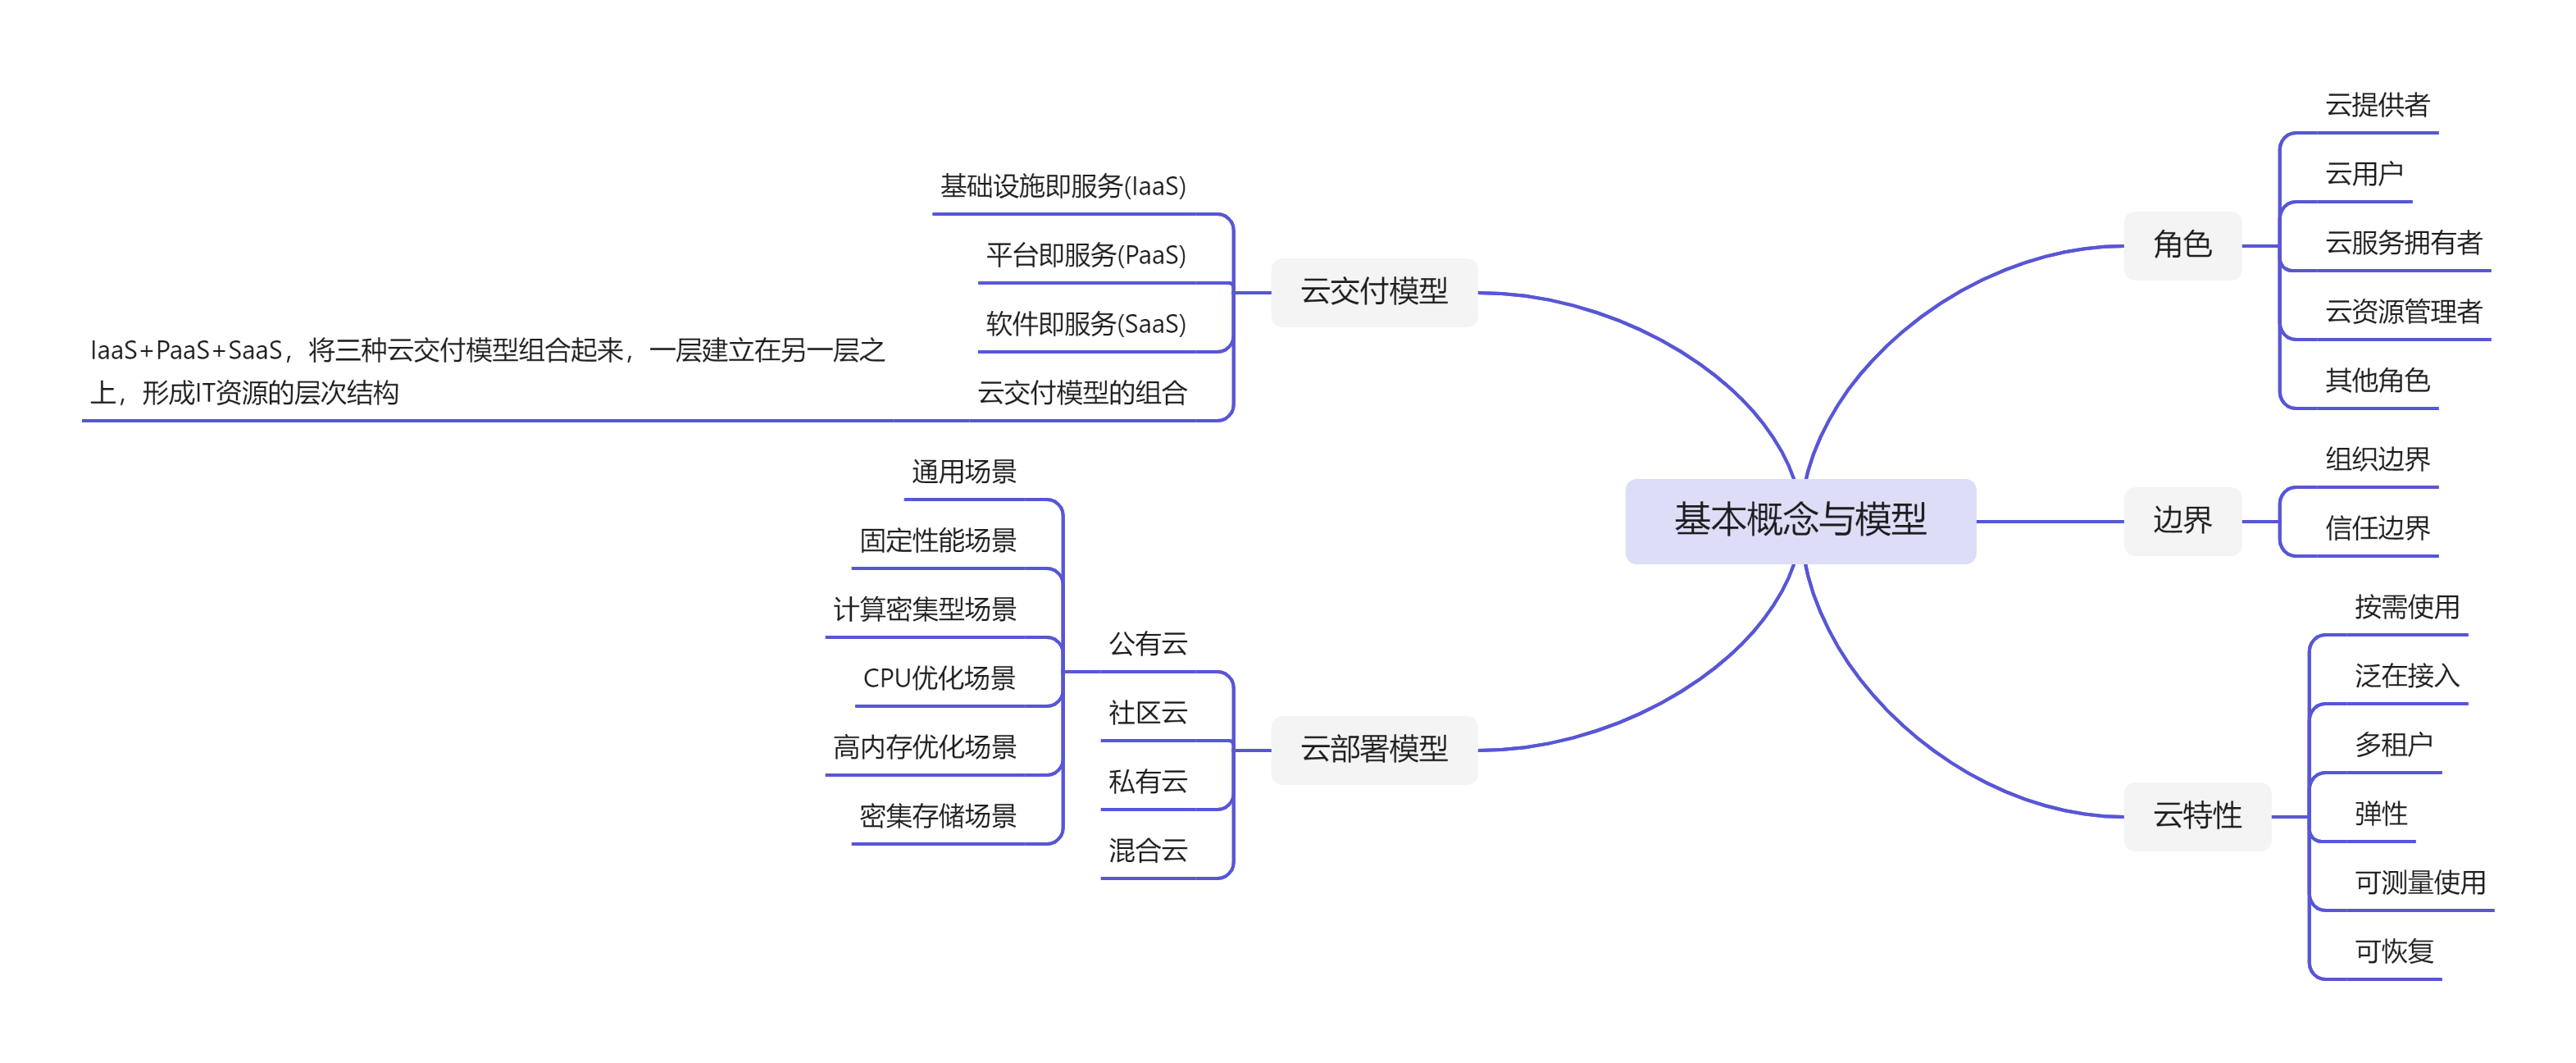 基本概念与模型
角色
云提供者
云用户
云服务拥有者
云资源管理者
其他角色
边界
组织边界
信任边界
云特性
按需使用
泛在接入
多租户
弹性
可测量使用
可恢复
云交付模型
基础设施即服务(IaaS)
平台即服务(PaaS)
软件即服务(SaaS)
云交付模型的组合
IaaS+PaaS+SaaS，将三种云交付模型组合起来，一层建立在另一层之
上，形成IT资源的层次结构
云部署模型
公有云
通用场景
固定性能场景
计算密集型场景
CPU优化场景
高内存优化场景
密集存储场景
社区云
私有云
混合云